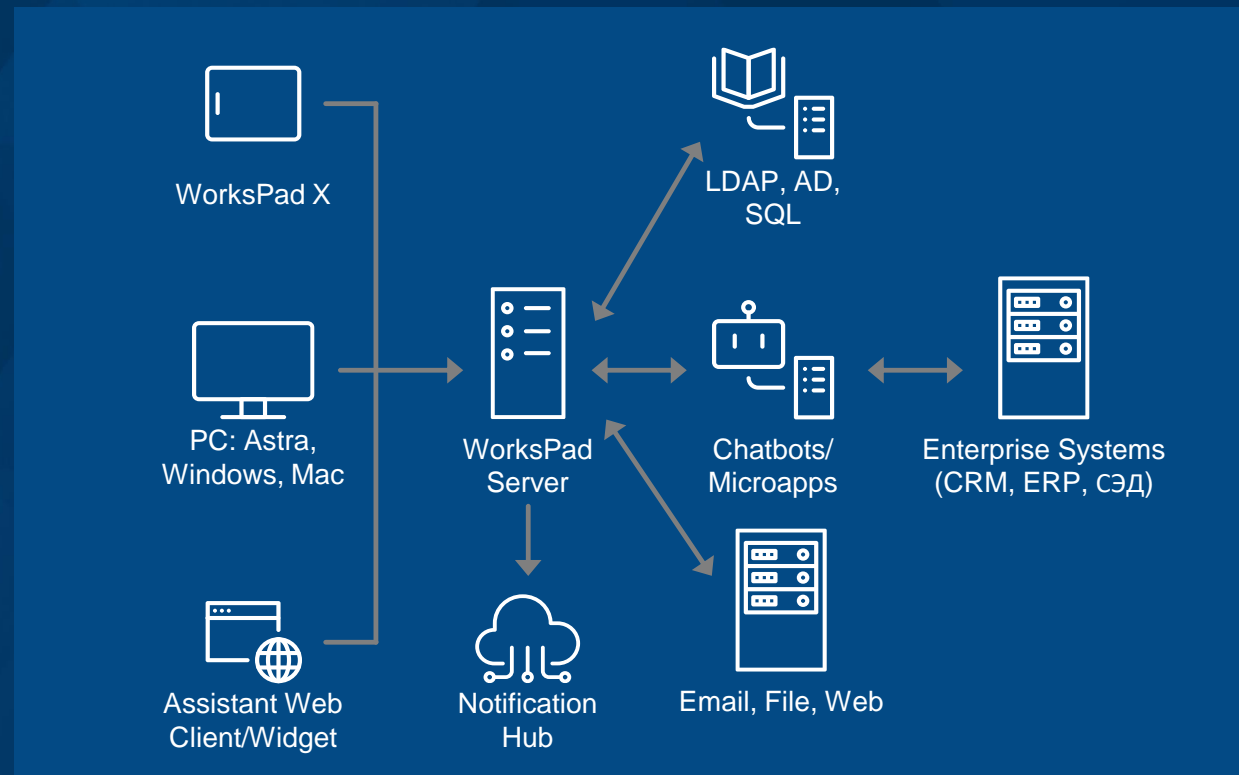 WorksPad X
LDAP, AD,
SQL
PC: Astra,
Windows, Mac
WorksPad
Server
Chatbots/
Microapps
Enterprise Systems
(CRM, ERP, СЭД)
Assistant Web
Client/Widget
Notification
Hub
Email, File, Web